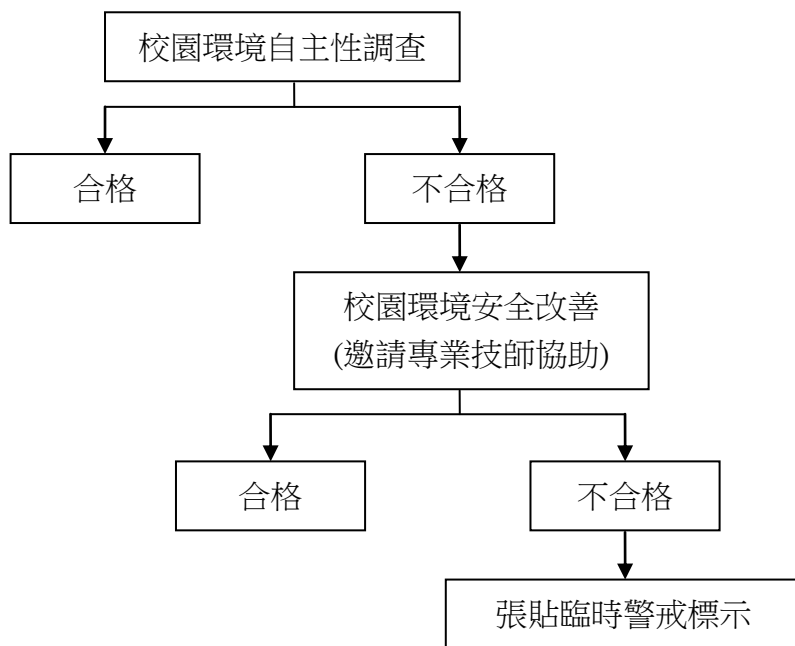 校園環境自主性調查
合格
不合格
校園環境安全改善
(邀請專業技師協助)
合格
不合格
張貼臨時警戒標示